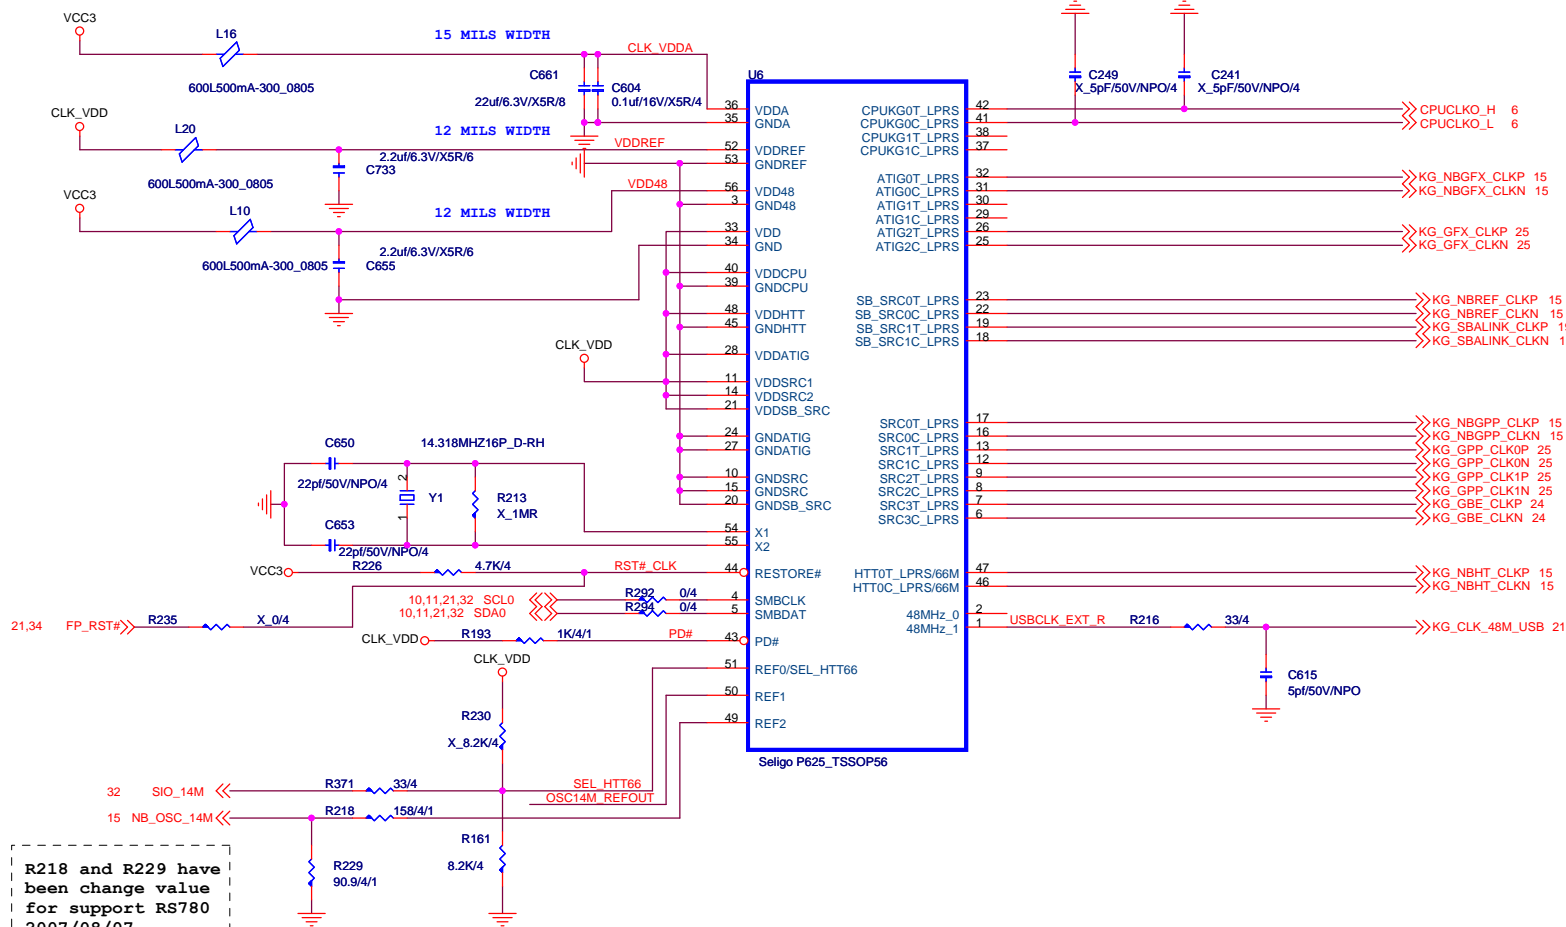 VCC3
L16
15 MILS WIDTH
CLK_VDDA
600L500mA-300_0805
C661
22uf/6.3V/X5R/8
C604
0.1uf/16V/X5R/4
CLK_VDD
L20
12 MILS WIDTH
VDDREF
2.2uf/6.3V/X5R/6
C733
600L500mA-300_0805
VCC3
L10
VDD48
12 MILS WIDTH
2.2uf/6.3V/X5R/6
600L500mA-300_0805
C655
CLK_VDD
C650
14.318MHZ16P_D-RH
22pf/50V/NPO/4
2
Y1
1
R213
X_1MR
C653
22pf/50V/NPO/4
VCC3
R226
4.7K/4
RST#_CLK
10,11,21,32 SCL0
R292 0/4
10,11,21,32 SDA0
R294 0/4
21,34 FP_RST#
R235
X_0/4
CLK_VDD
R193
1K/4/1
PD#
CLK_VDD
R230
X_8.2K/4
32 SIO_14M
R371
33/4
SEL_HTT66
OSC14M_REFOUT
15 NB_OSC_14M
R218
158/4/1
R161
8.2K/4
R229
90.9/4/1
R218 and R229 have
been change value
for support RS780
2007/08/07
U6
36 VDDA
35 GNDA
52 VDDREF
53 GNDREF
56 VDD48
3 GND48
33 VDD
34 GND
40 VDDCPU
39 GNDCPU
48 VDDHTT
45 GNDHTT
28 VDDATIG
11 VDDSRC1
14 VDDSRC2
21 VDDSB_SRC
24 GNDATIG
27 GNDATIG
10 GNDSRC
15 GNDSRC
20 GNDSB_SRC
54 X1
55 X2
44 RESTORE#
4 SMBCLK
5 SMBDAT
43 PD#
51 REF0/SEL_HTT66
50 REF1
49 REF2
Seligo P625_TSSOP56
C249
X_5pF/50V/NPO/4
C241
X_5pF/50V/NPO/4
CPUKG0T_LPRS 42 CPUCLKO_H 6
CPUKG0C_LPRS 41 CPUCLKO_L 6
CPUKG1T_LPRS 38
CPUKG1C_LPRS 37
ATIG0T_LPRS 32 KG_NBGFX_CLKP 15
ATIG0C_LPRS 31 KG_NBGFX_CLKN 15
ATIG1T_LPRS 30
ATIG1C_LPRS 29
ATIG2T_LPRS 26 KG_GFX_CLKP 25
ATIG2C_LPRS 25 KG_GFX_CLKN 25
SB_SRC0T_LPRS 23 KG_NBREF_CLKP 15
SB_SRC0C_LPRS 22 KG_NBREF_CLKN 15
SB_SRC1T_LPRS 19 KG_SBALINK_CLKP
SB_SRC1C_LPRS 18 KG_SBALINK_CLKN
SRC0T_LPRS 17 KG_NBGPP_CLKP 15
SRC0C_LPRS 16 KG_NBGPP_CLKN 15
SRC1T_LPRS 13 KG_GPP_CLK0P 25
SRC1C_LPRS 12 KG_GPP_CLK0N 25
SRC2T_LPRS 9 KG_GPP_CLK1P 25
SRC2C_LPRS 8 KG_GPP_CLK1N 25
SRC3T_LPRS 7 KG_GBE_CLKP 24
SRC3C_LPRS 6 KG_GBE_CLKN 24
HTT0T_LPRS/66M 47 KG_NBHT_CLKP 15
HTT0C_LPRS/66M 46 KG_NBHT_CLKN 15
48MHz_0 2
48MHz_1 1 USBCLK_EXT_R R216 33/4 KG_CLK_48M_USB 21
C615
5pf/50V/NPO